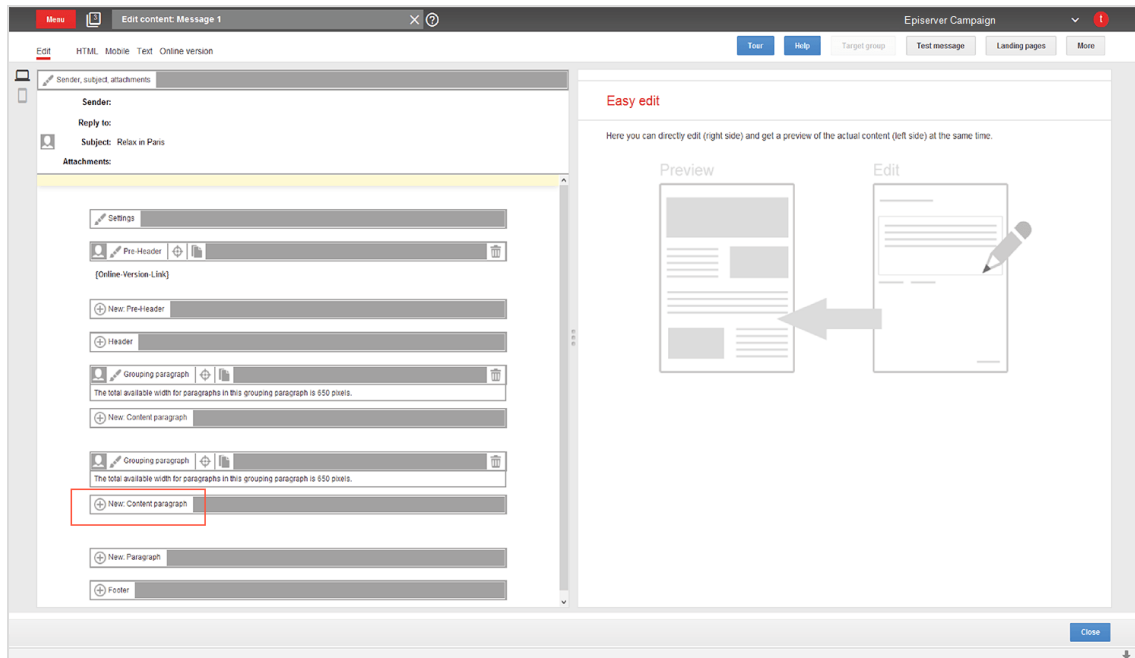 Menu
3
Edit content: Message 1
Episerver Campaign
t
Edit HTML Mobile Text Online version
Tour
Help
Target group
Test message
Landing pages
More
Sender, subject, attachments
Sender:
Reply to:
Subject: Relax in Paris
Attachments:
Settings
Pre-Header
{Online-Version-Link}
New: Pre-Header
Header
Grouping paragraph
The total available width for paragraphs in this grouping paragraph is 650 pixels.
New: Content paragraph
Grouping paragraph
The total available width for paragraphs in this grouping paragraph is 650 pixels.
New: Content paragraph
New: Paragraph
Footer
Easy edit
Here you can directly edit (right side) and get a preview of the actual content (left side) at the same time.
Preview
Edit
Close